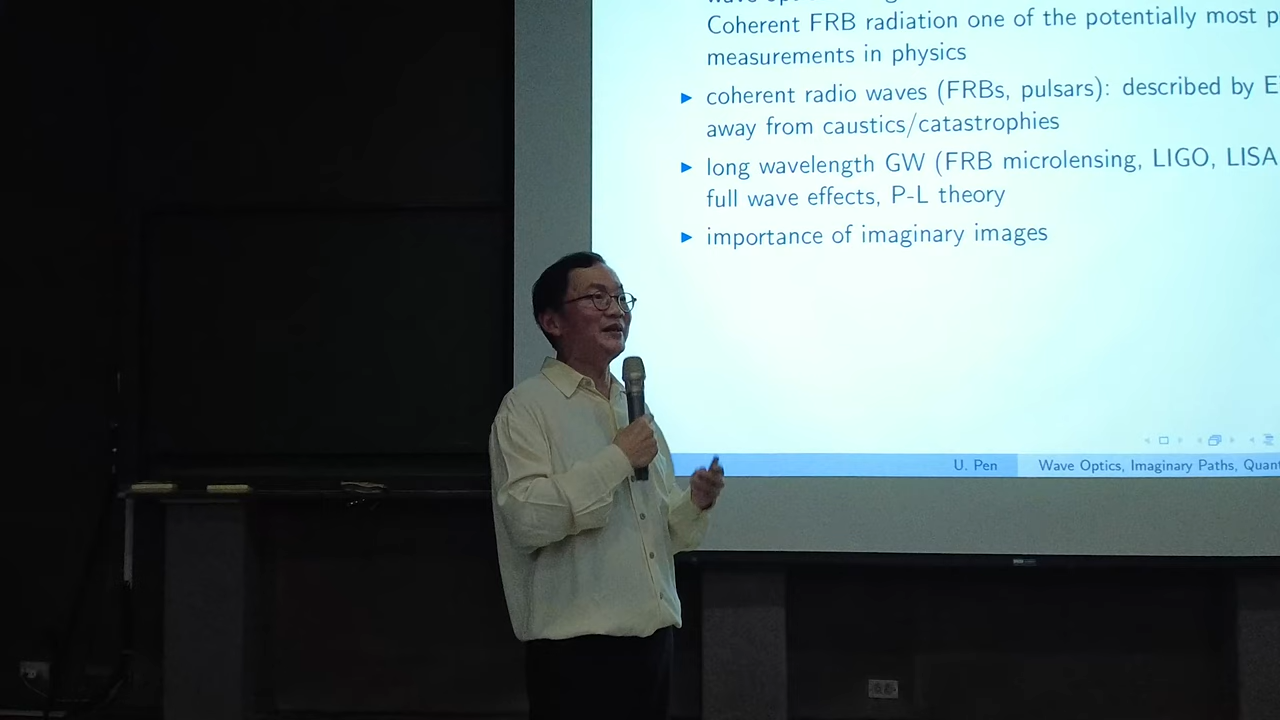 Coherent FRB radiation one of the potentially most
measurements in physics
coherent radio waves (FRBs, pulsars): described by
away from caustics/catastrophies
long wavelength GW (FRB microlensing, LIGO, LISA
full wave effects, P-L theory
importance of imaginary images
U. Pen
Wave Optics, Imaginary Paths,